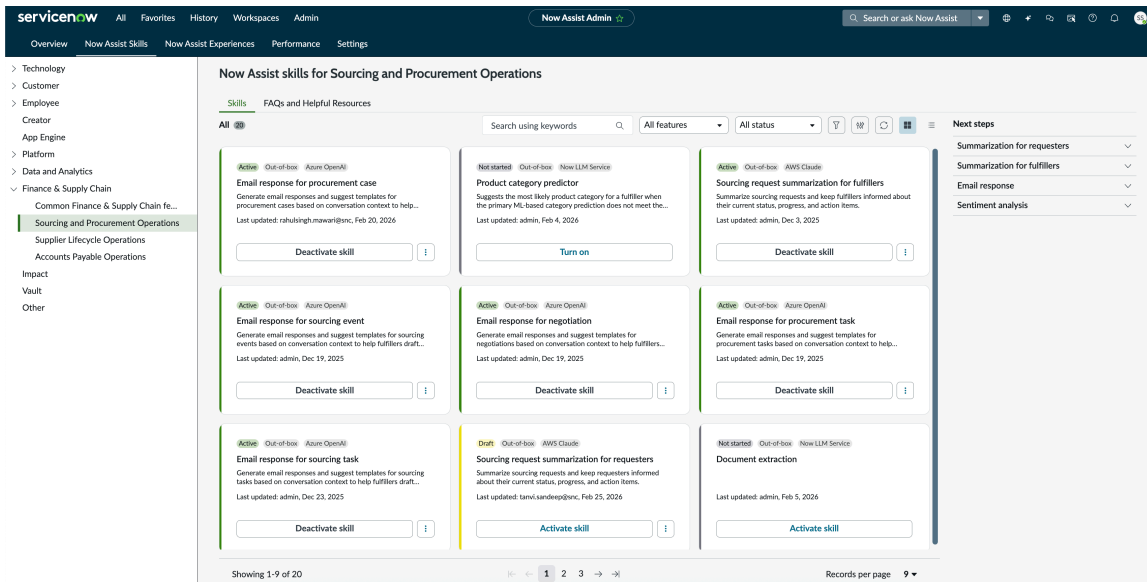 servicenow All Favorites History Workspaces Admin Now Assist Admin Search or ask Now Assist SS
Overview Now Assist Skills Now Assist Experiences Performance Settings
Technology
Customer
Employee
Creator
App Engine
Platform
Data and Analytics
Finance & Supply Chain
Common Finance & Supply Chain fe...
Sourcing and Procurement Operations
Supplier Lifecycle Operations
Accounts Payable Operations
Impact
Vault
Other
Now Assist skills for Sourcing and Procurement Operations
Skills FAQs and Helpful Resources
All 20 Search using keywords All features All status
Active Out-of-box Azure OpenAI
Email response for procurement case
Generate email responses and suggest templates for
procurement cases based on conversation context to help...
Last updated: rahulsingh.mawari@snc, Feb 20, 2026
Deactivate skill
Not started Out-of-box Now LLM Service
Product category predictor
Suggests the most likely product category for a fulfiller when
the primary ML-based category prediction does not meet the...
Last updated: admin, Feb 4, 2026
Turn on
Active Out-of-box AWS Claude
Sourcing request summarization for fulfillers
Summarize sourcing requests and keep fulfillers informed about
their current status, progress, and action items.
Last updated: admin, Dec 3, 2025
Deactivate skill
Active Out-of-box Azure OpenAI
Email response for sourcing event
Generate email responses and suggest templates for sourcing
events based on conversation context to help fulfillers draft...
Last updated: admin, Dec 19, 2025
Deactivate skill
Active Out-of-box Azure OpenAI
Email response for negotiation
Generate email responses and suggest templates for
negotiations based on conversation context to help fulfillers...
Last updated: admin, Dec 19, 2025
Deactivate skill
Active Out-of-box Azure OpenAI
Email response for procurement task
Generate email responses and suggest templates for
procurement tasks based on conversation context to help...
Last updated: admin, Dec 19, 2025
Deactivate skill
Active Out-of-box Azure OpenAI
Email response for sourcing task
Generate email responses and suggest templates for sourcing
tasks based on conversation context to help fulfillers draft...
Last updated: admin, Dec 23, 2025
Deactivate skill
Draft Out-of-box AWS Claude
Sourcing request summarization for requesters
Summarize sourcing requests and keep requesters informed
about their current status, progress, and action items.
Last updated: tanvi.sandeep@snc, Feb 25, 2026
Activate skill
Not started Out-of-box Now LLM Service
Document extraction
Last updated: admin, Feb 5, 2026
Activate skill
Showing 1-9 of 20 1 2 3 Records per page 9
Next steps
Summarization for requesters
Summarization for fulfillers
Email response
Sentiment analysis